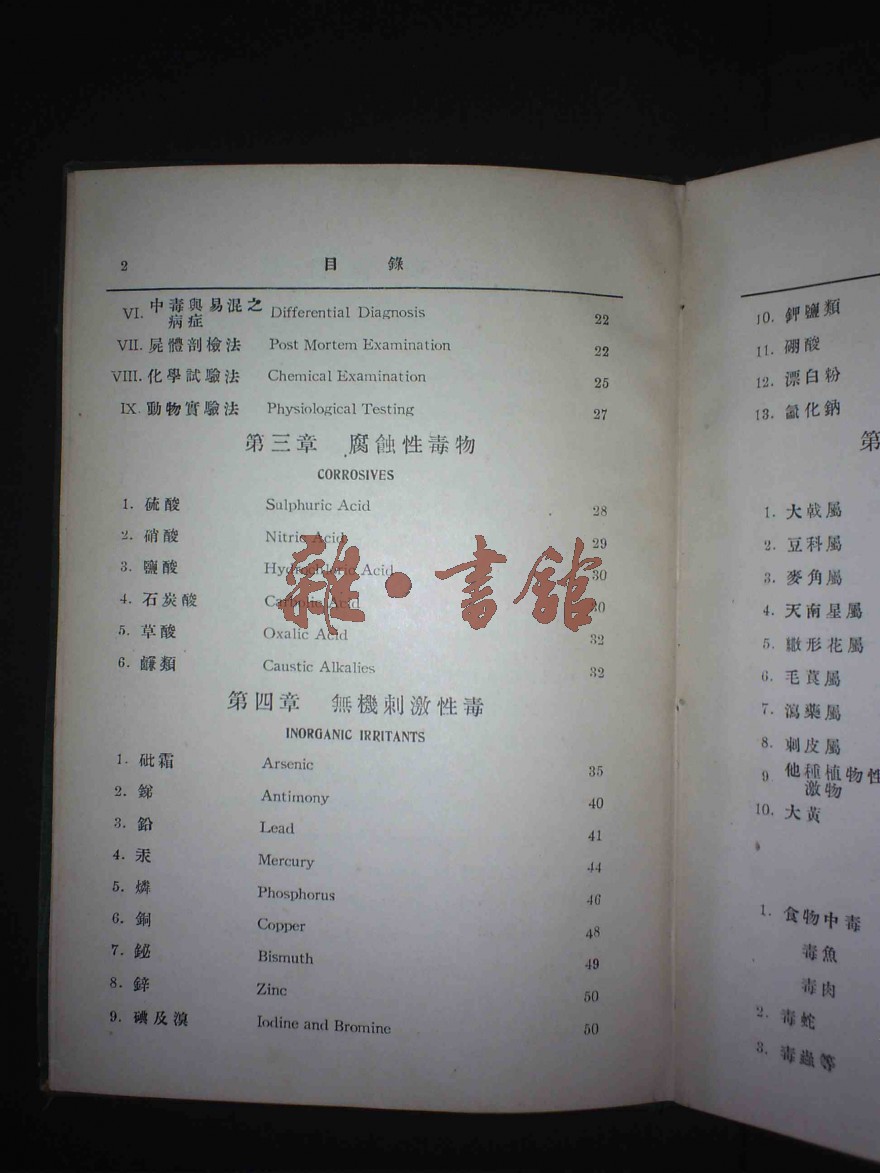 2 目錄
VI. 中毒與易混之病症 Differential Diagnosis 22
VII. 屍體剖檢法 Post Mortem Examination 22
VIII. 化學試驗法 Chemical Examination 25
IX. 動物實驗法 Physiological Testing 27
第三章 腐蝕性毒物
CORROSIVES
1. 硫酸 Sulphuric Acid 28
2. 硝酸 Nitric Acid 29
3. 鹽酸 Hydrochloric Acid 30
4. 石炭酸 Carbolic Acid 30
5. 草酸 Oxalic Acid 32
6. 鹻類 Caustic Alkalies 32
第四章 無機刺激性毒
INORGANIC IRRITANTS
1. 砒霜 Arsenic 35
2. 銻 Antimony 40
3. 鉛 Lead 41
4. 汞 Mercury 44
5. 燐 Phosphorus 46
6. 銅 Copper 48
7. 鉍 Bismuth 49
8. 鋅 Zinc 50
9. 碘及溴 Iodine and Bromine 50
雜·書館
10. 鉀鹽類
11. 硼酸
12. 漂白粉
13. 氯化鈉
第
1. 大戟屬
2. 豆科屬
3. 麥角屬
4. 天南星屬
5. 繖形花屬
6. 毛莨屬
7. 瀉藥屬
8. 刺皮屬
9 他種植物性
激物
10. 大黃
1. 食物中毒
毒魚
毒肉
2. 毒蛇
3. 毒蟲等